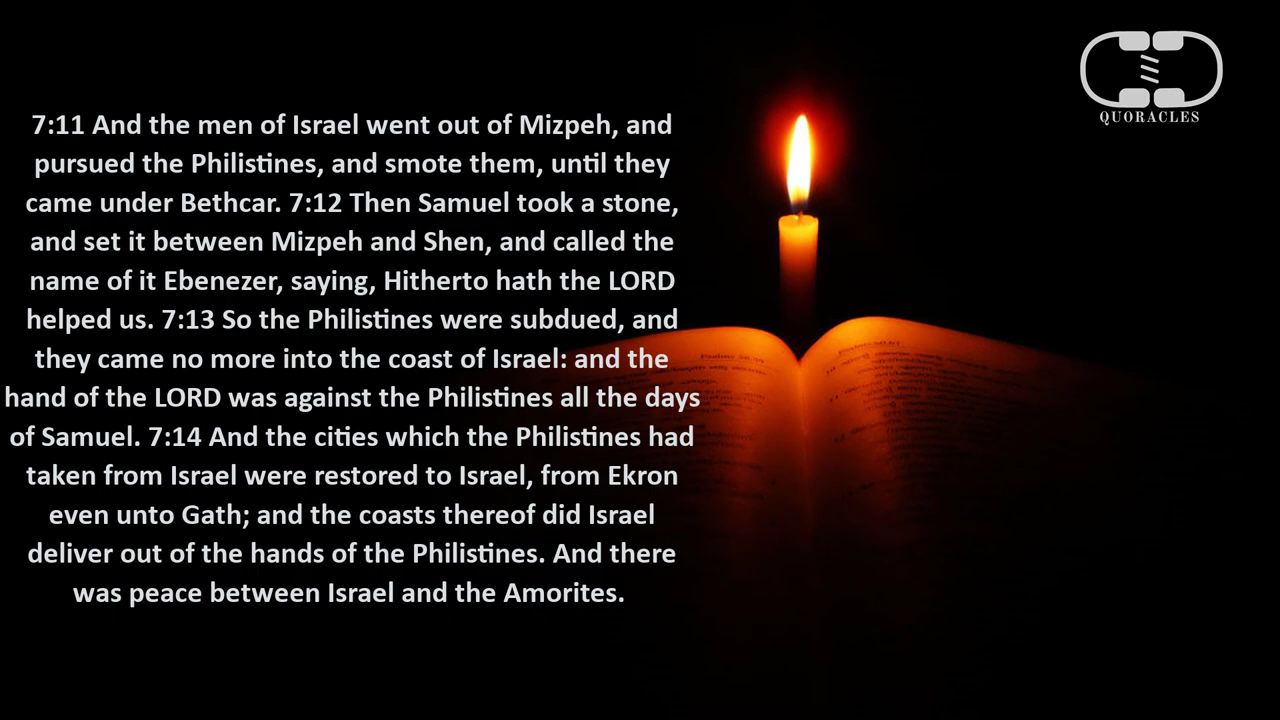 7:11 And the men of Israel went out of Mizpeh, and
pursued the Philistines, and smote them, until they
came under Bethcar. 7:12 Then Samuel took a stone,
and set it between Mizpeh and Shen, and called the
name of it Ebenezer, saying, Hitherto hath the LORD
helped us. 7:13 So the Philistines were subdued, and
they came no more into the coast of Israel: and the
hand of the LORD was against the Philistines all the days
of Samuel. 7:14 And the cities which the Philistines had
taken from Israel were restored to Israel, from Ekron
even unto Gath; and the coasts thereof did Israel
deliver out of the hands of the Philistines. And there
was peace between Israel and the Amorites.
QUORACLES